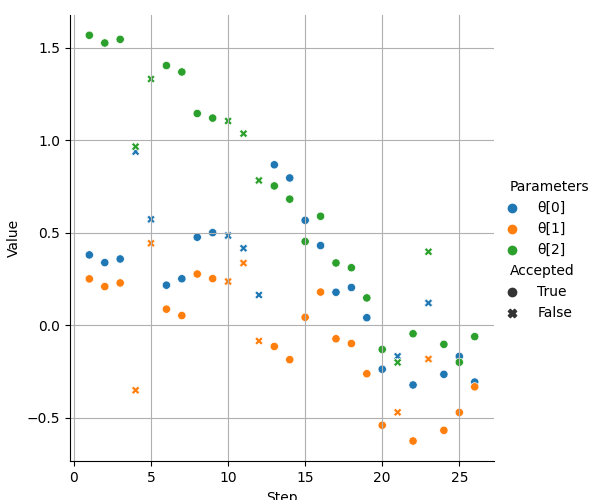 1.5
1.0
0.5
0.0
−0.5
Value
0 5 10 15 20 25
Step
Parameters
θ[0]
θ[1]
θ[2]
Accepted
True
False